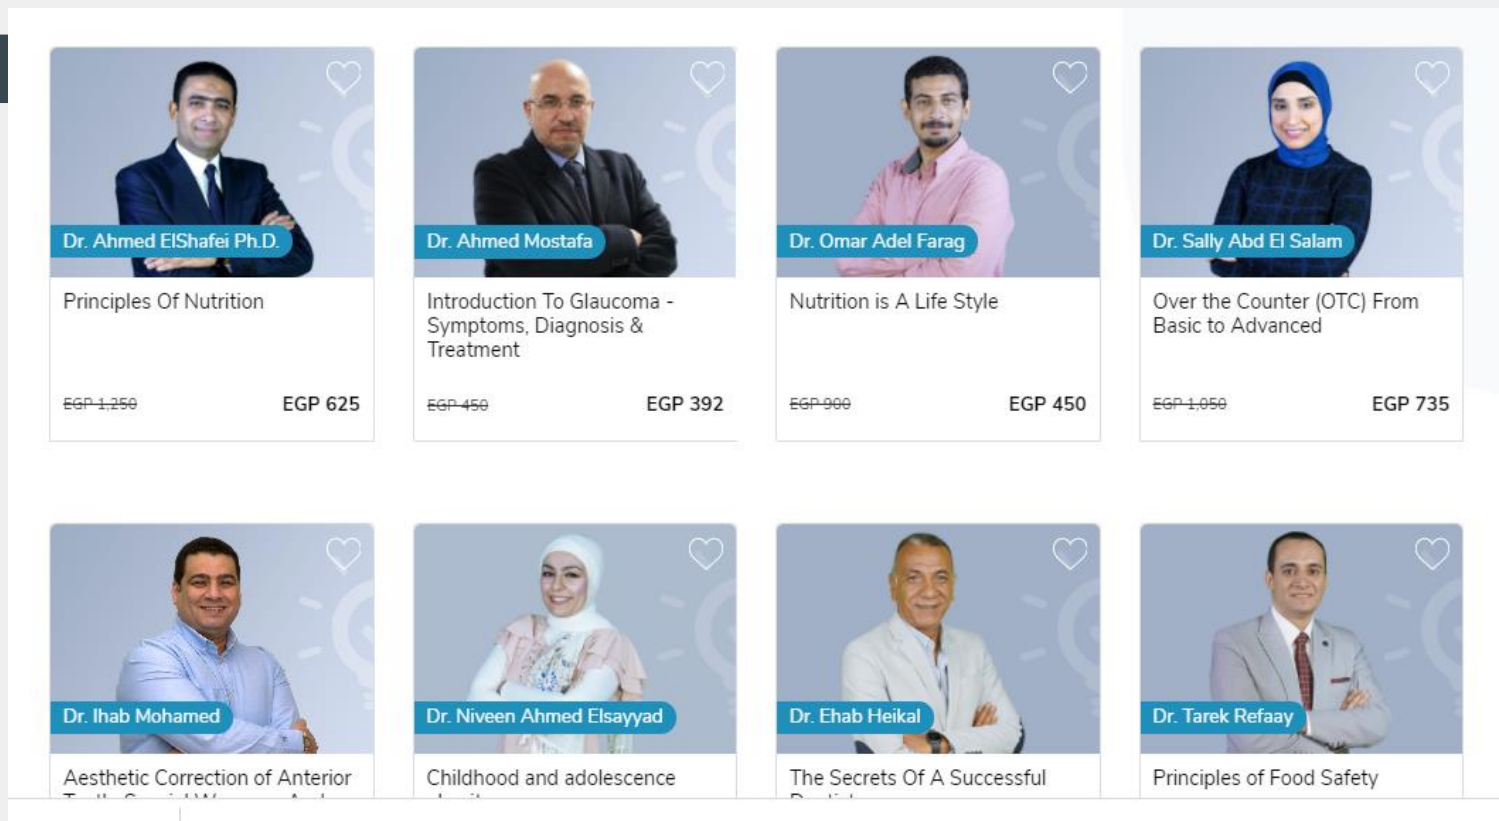 Dr. Ahmed ElShafei Ph.D.
Principles Of Nutrition
EGP 1,250
EGP 625
Dr. Ahmed Mostafa
Introduction To Glaucoma -
Symptoms, Diagnosis &
Treatment
EGP 450
EGP 392
Dr. Omar Adel Farag
Nutrition is A Life Style
EGP 900
EGP 450
Dr. Sally Abd El Salam
Over the Counter (OTC) From
Basic to Advanced
EGP 1,050
EGP 735
Dr. Ihab Mohamed
Aesthetic Correction of Anterior
Dr. Niveen Ahmed Elsayyad
Childhood and adolescence
Dr. Ehab Heikal
The Secrets Of A Successful
Dr. Tarek Refaay
Principles of Food Safety